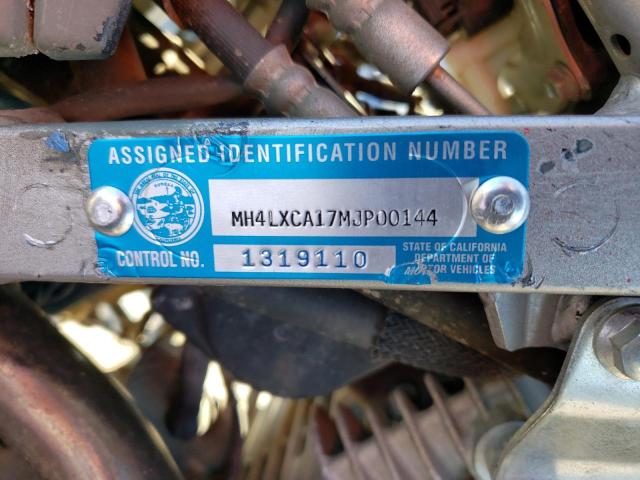 ASSIGNED IDENTIFICATION NUMBER
MH4LXCA17MJP00144
CONTROL NO. 1319110
STATE OF CALIFORNIA
DEPARTMENT OF
MOTOR VEHICLES